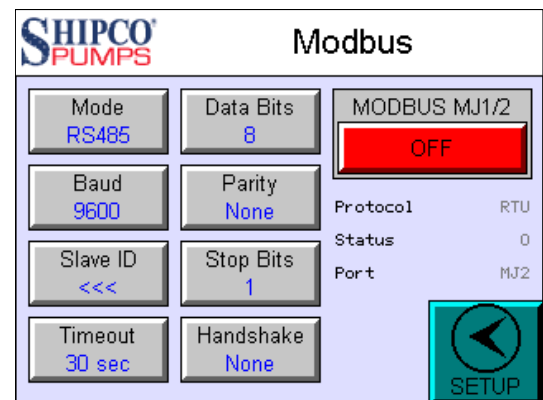 SHIPCO®
PUMPS
Modbus
Mode
RS485
Data Bits
8
MODBUS MJ1/2
OFF
Baud
9600
Parity
None
Protocol RTU
Status 0
Port MJ2
Slave ID
<<<
Stop Bits
1
Timeout
30 sec
Handshake
None
SETUP